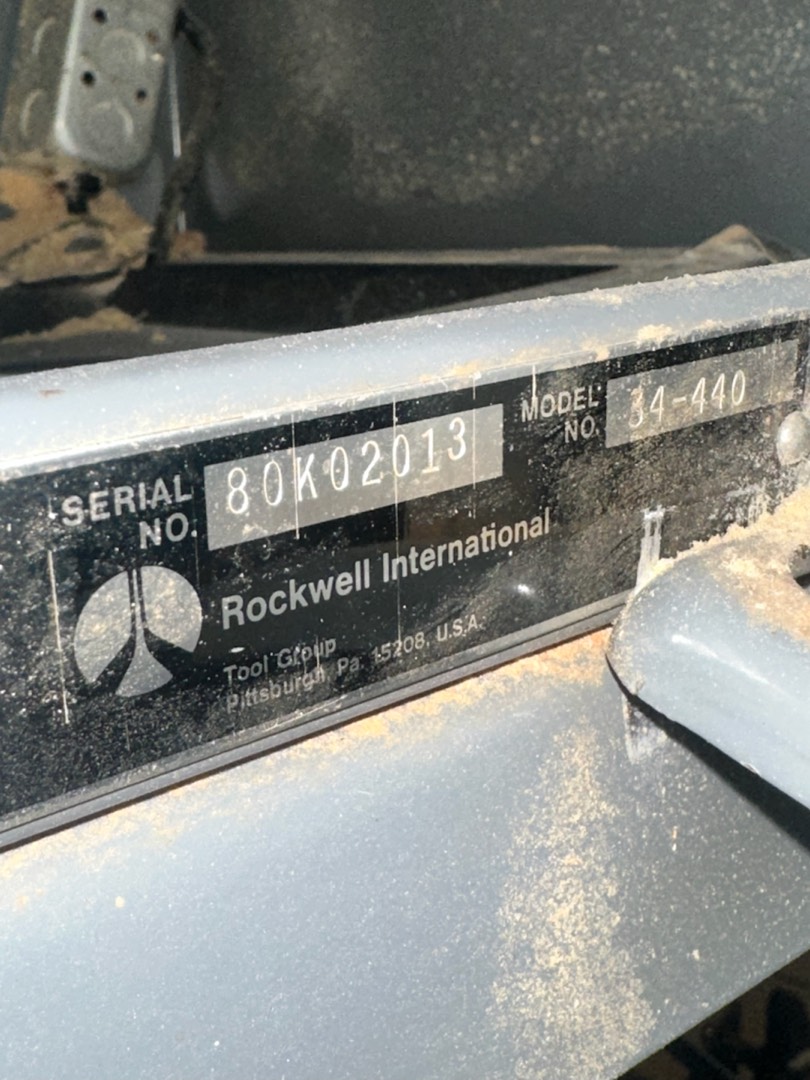 SERIAL NO. 80K02013
MODEL NO. 34-440
Rockwell International
Tool Group
Pittsburgh, Pa. 15208, U.S.A.